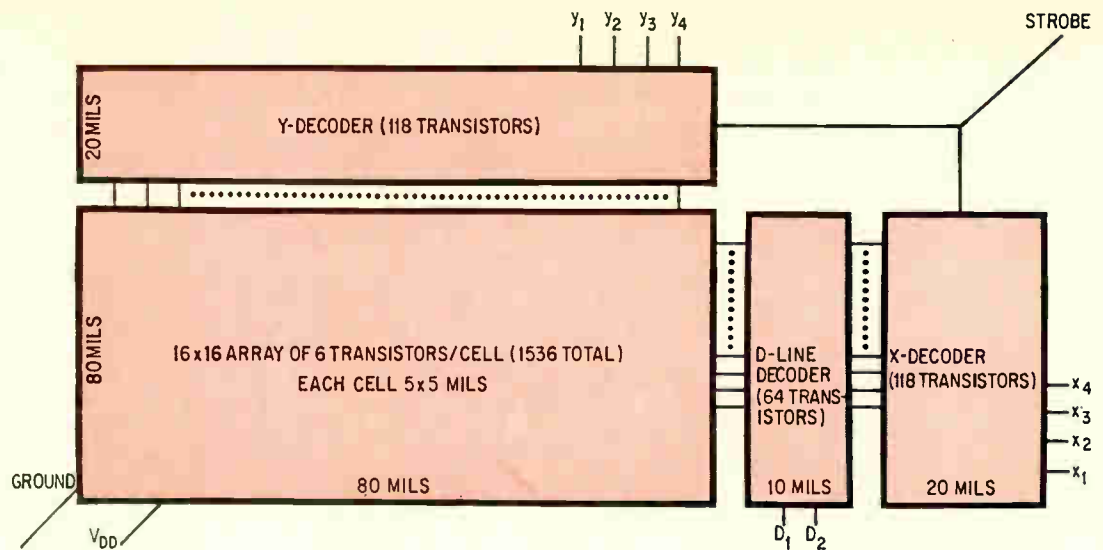 y1 y2 y3 y4
STROBE
20 MILS
Y-DECODER (118 TRANSISTORS)
80 MILS
16x16 ARRAY OF 6 TRANSISTORS/CELL (1536 TOTAL)
EACH CELL 5x5 MILS
80 MILS
D-LINE
DECODER
(64 TRANS-
ISTORS)
10 MILS
X-DECODER
(118 TRANSISTORS)
20 MILS
x4
x3
x2
x1
GROUND
VDD
D1 D2